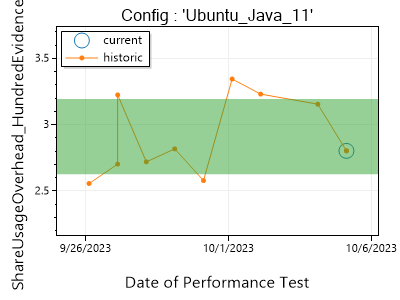 Config : 'Ubuntu_Java_11'
current
historic
ShareUsageOverhead_HundredEvidence
3.5
3
2.5
9/26/2023
10/1/2023
10/6/2023
Date of Performance Test